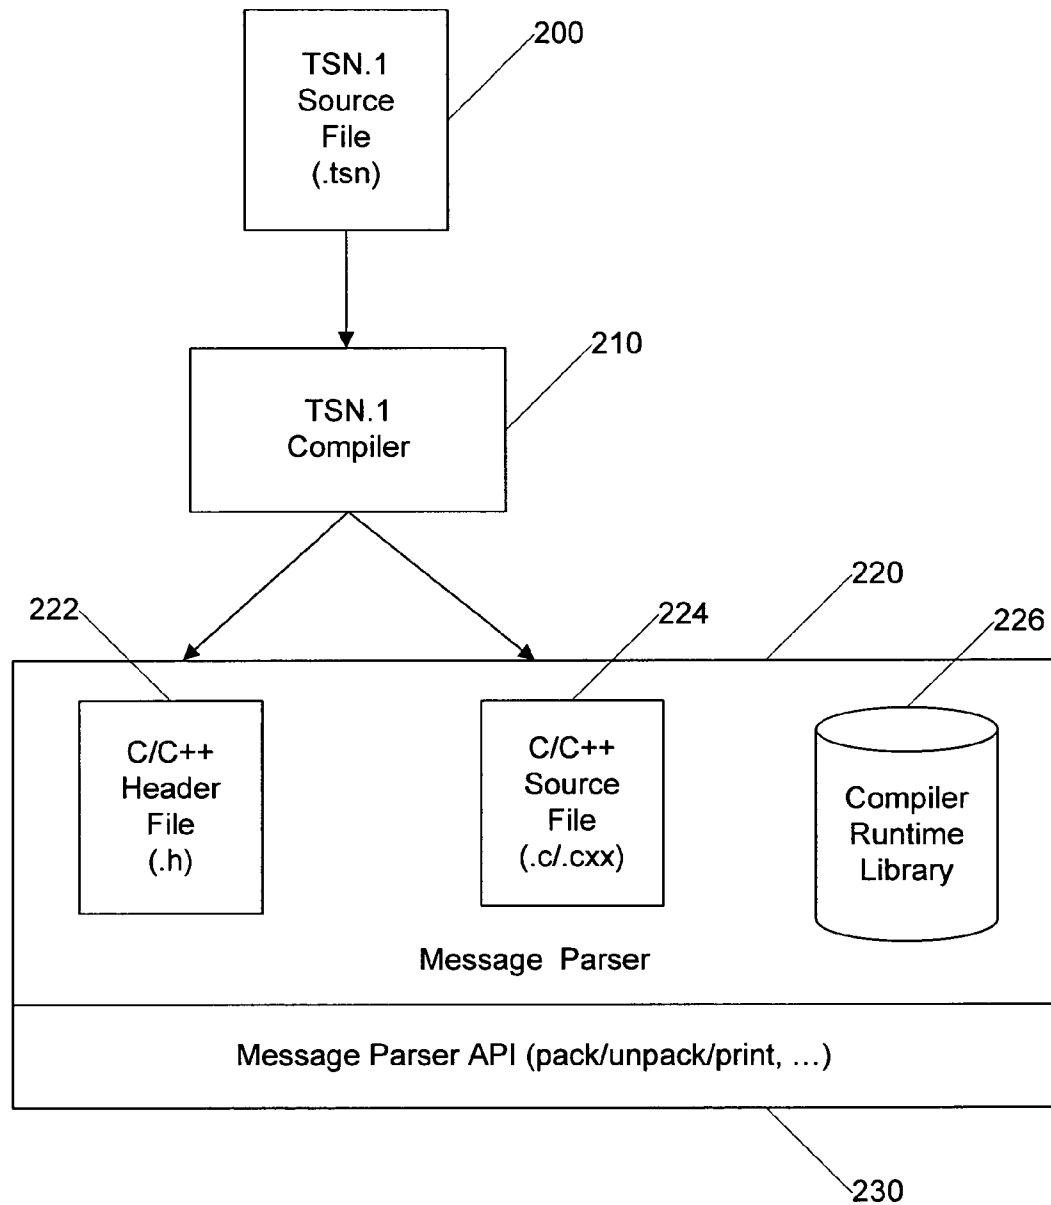 200
TSN.1
Source
File
(.tsn)
210
TSN.1
Compiler
220
222
224
226
C/C++
Header
File
(.h)
C/C++
Source
File
(.c/.cxx)
Compiler
Runtime
Library
Message Parser
Message Parser API (pack/unpack/print, …)
230